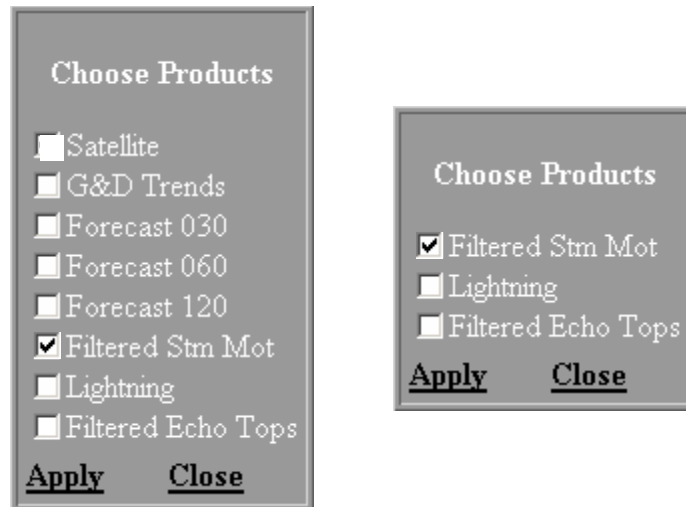 Choose Products
Satellite
G&D Trends
Forecast 030
Forecast 060
Forecast 120
Filtered Stm Mot
Lightning
Filtered Echo Tops
Apply Close
Choose Products
Filtered Stm Mot
Lightning
Filtered Echo Tops
Apply Close